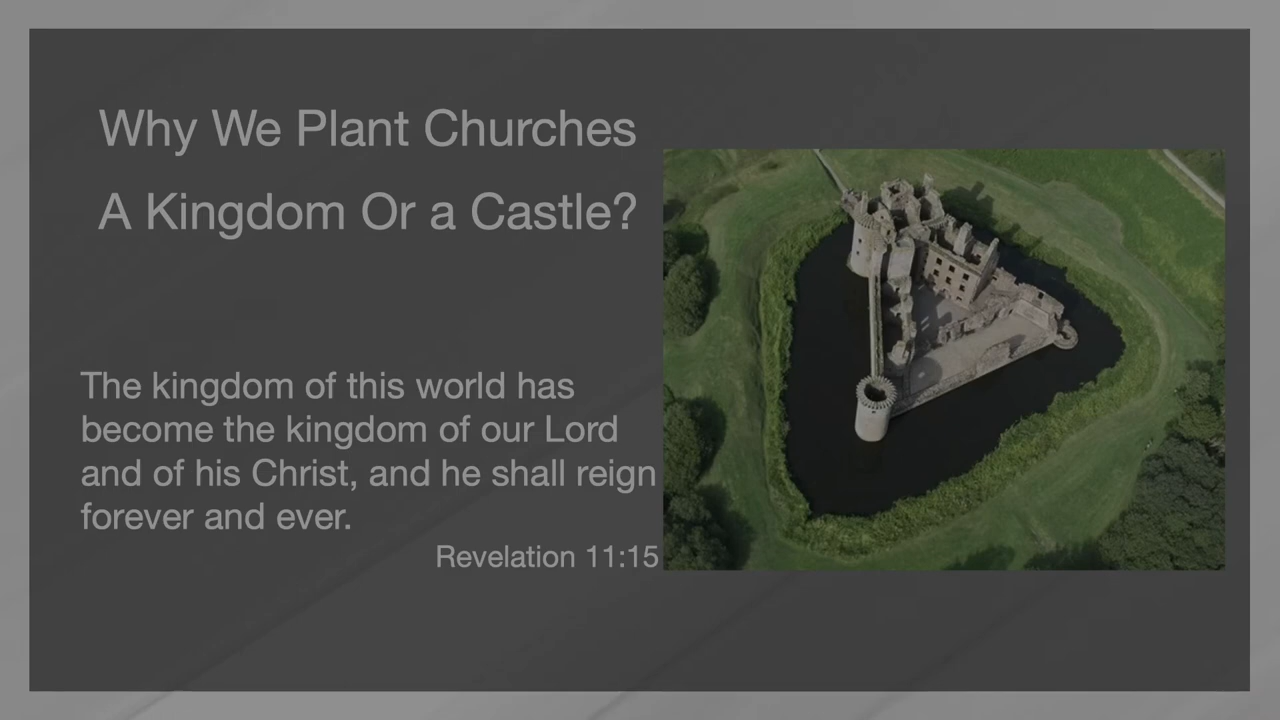 Why We Plant Churches
A Kingdom Or a Castle?
The kingdom of this world has
become the kingdom of our Lord
and of his Christ, and he shall reign
forever and ever.
Revelation 11:15